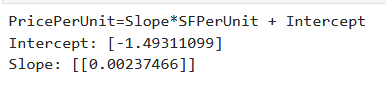 PricePerUnit=Slope*SFPerUnit + Intercept
Intercept: [-1.49311099]
Slope: [[0.00237466]]